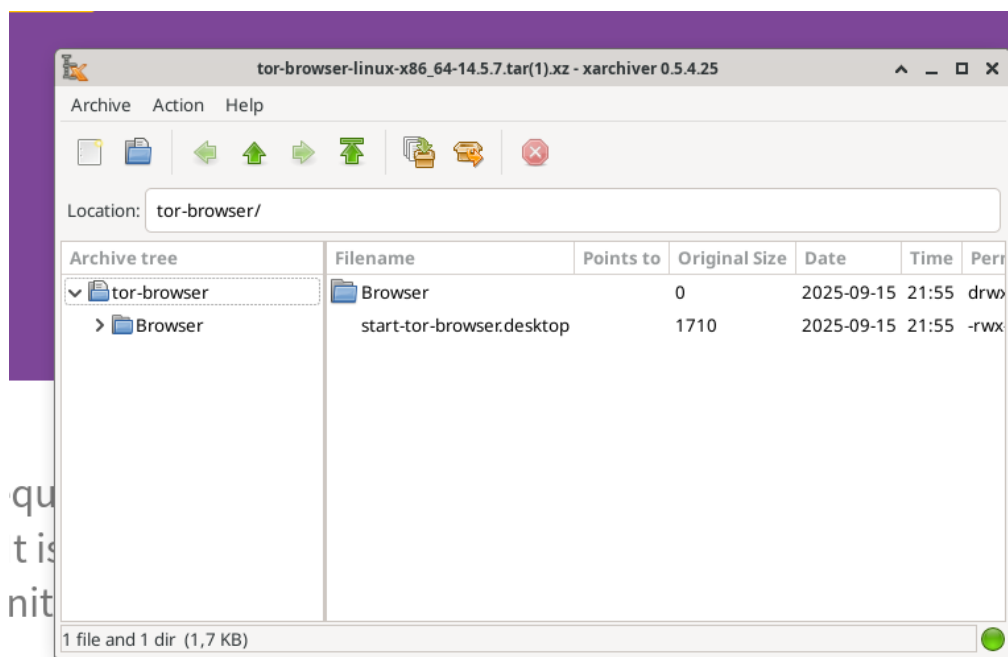 tor-browser-linux-x86_64-14.5.7.tar(1).xz - xarchiver 0.5.4.25
Archive Action Help
Location: tor-browser/
Archive tree Filename Points to Original Size Date Time
tor-browser Browser 0 2025-09-15 21:55
Browser start-tor-browser.desktop 1710 2025-09-15 21:55 -rwx-
1 file and 1 dir (1,7 KB)